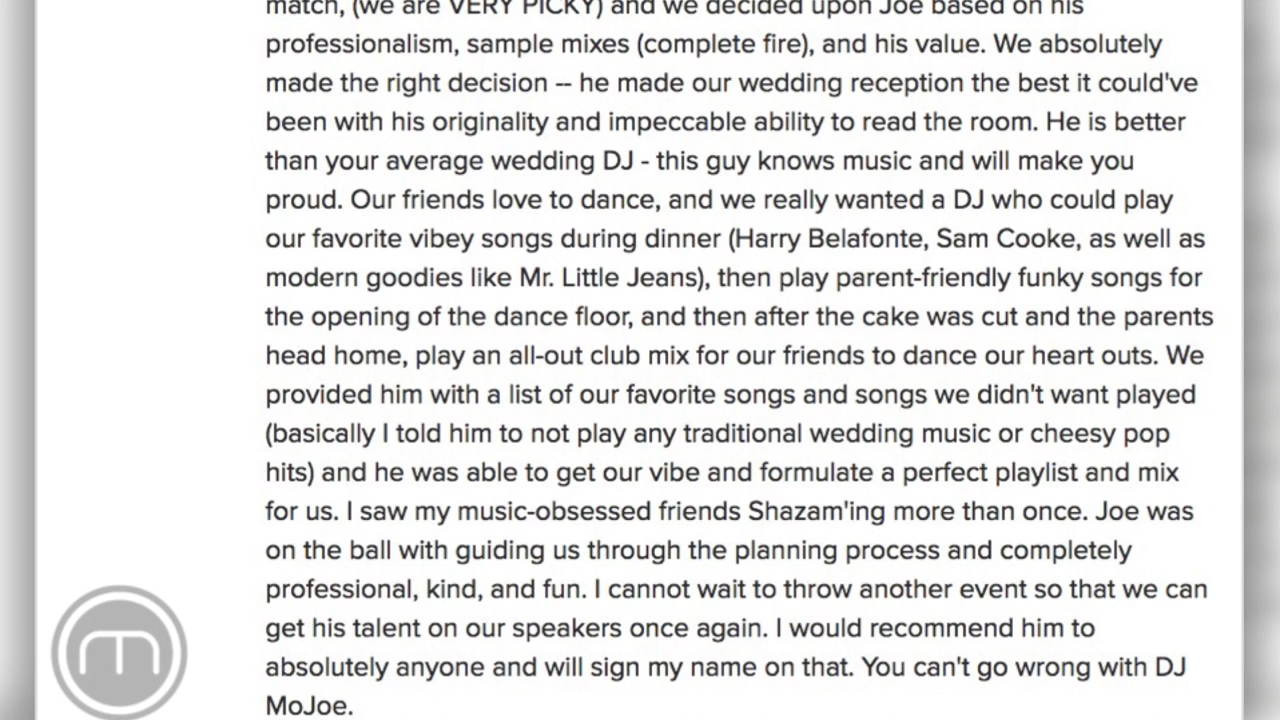 match, (we are VERY PICKY) and we decided upon Joe based on his
professionalism, sample mixes (complete fire), and his value. We absolutely
made the right decision -- he made our wedding reception the best it could've
been with his originality and impeccable ability to read the room. He is better
than your average wedding DJ - this guy knows music and will make you
proud. Our friends love to dance, and we really wanted a DJ who could play
our favorite vibey songs during dinner (Harry Belafonte, Sam Cooke, as well as
modern goodies like Mr. Little Jeans), then play parent-friendly funky songs for
the opening of the dance floor, and then after the cake was cut and the parents
head home, play an all-out club mix for our friends to dance our heart outs. We
provided him with a list of our favorite songs and songs we didn't want played
(basically I told him to not play any traditional wedding music or cheesy pop
hits) and he was able to get our vibe and formulate a perfect playlist and mix
for us. I saw my music-obsessed friends Shazam'ing more than once. Joe was
on the ball with guiding us through the planning process and completely
professional, kind, and fun. I cannot wait to throw another event so that we can
get his talent on our speakers once again. I would recommend him to
absolutely anyone and will sign my name on that. You can't go wrong with DJ
MoJoe.